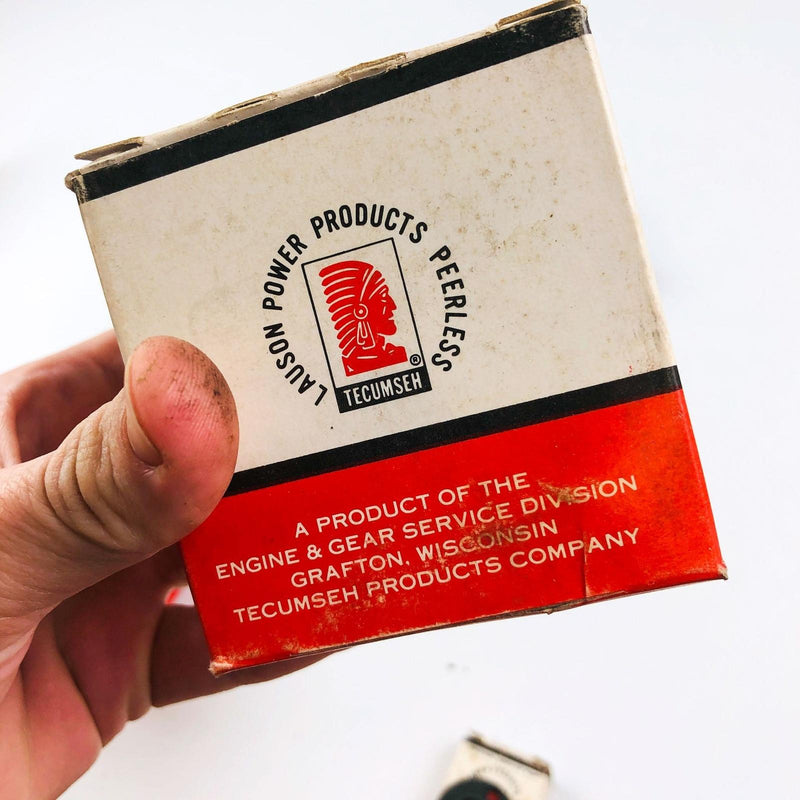 LAUSON POWER PRODUCTS PEERLESS
®
TECUMSEH
A PRODUCT OF THE
ENGINE & GEAR SERVICE DIVISION
GRAFTON, WISCONSIN
TECUMSEH PRODUCTS COMPANY